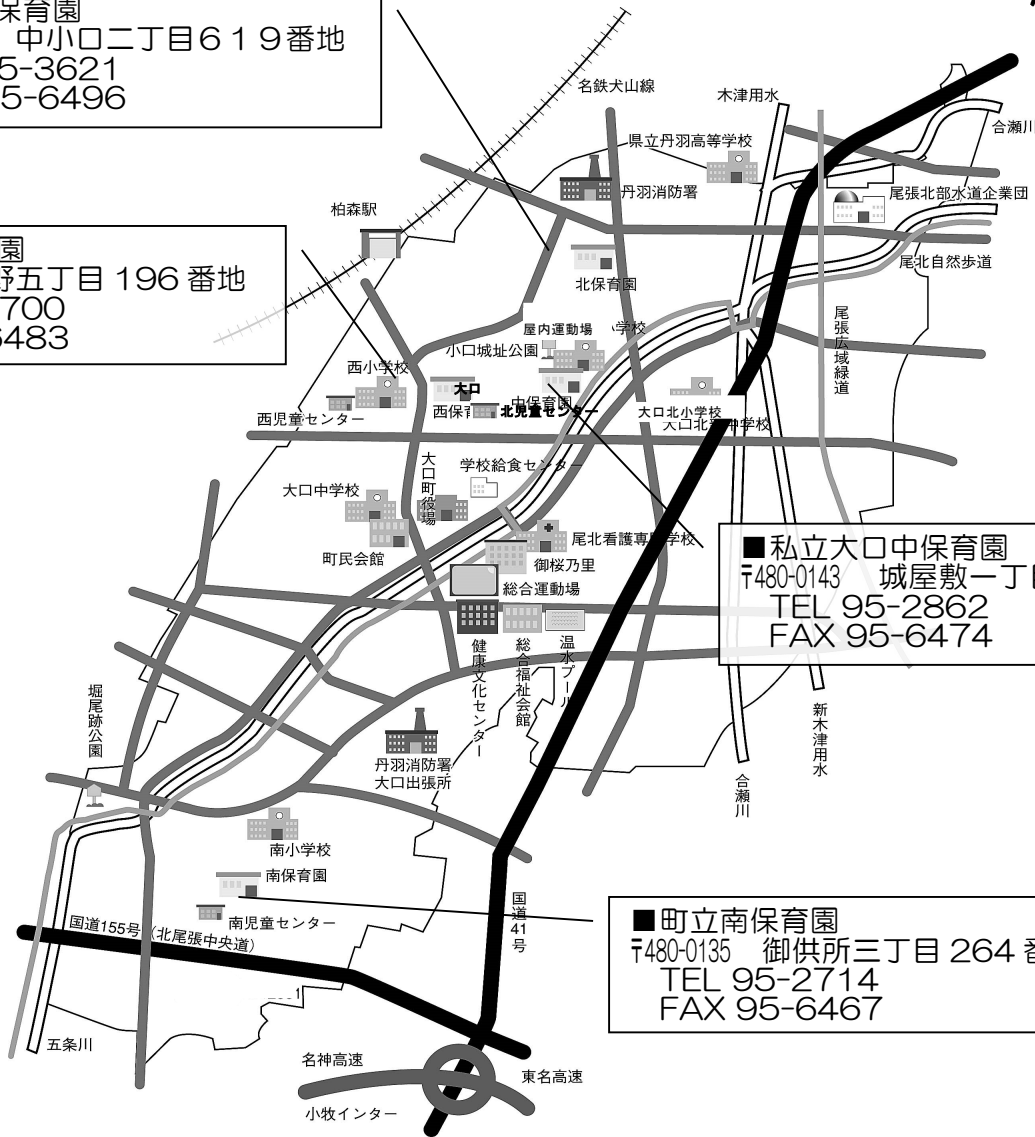 保育園
中小口二丁目619番地
5-3621
5-6496
園
野五丁目 196 番地
700
6483
名鉄犬山線
木津用水
合瀬川
県立丹羽高等学校
丹羽消防署
尾張北部水道企業団
柏森駅
尾北自然歩道
北保育園
尾張広域緑道
屋内運動場
小学校
小口城址公園
西小学校
大口
中保育園
西保育
北児童センター
西児童センター
大口北小学校
大口北部中学校
学校給食センター
大口町役場
大口中学校
町民会館
尾北看護専門学校
御桜乃里
総合運動場
健康文化センター
総合福祉会館
温水プール
■私立大口中保育園
〒480-0143 城屋敷一丁目
TEL 95-2862
FAX 95-6474
堀尾跡公園
丹羽消防署
大口出張所
新木津用水
合瀬川
南小学校
南保育園
南児童センター
国道41号
国道155号（北尾張中央道）
■町立南保育園
〒480-0135 御供所三丁目 264 番
TEL 95-2714
FAX 95-6467
五条川
名神高速
東名高速
小牧インター